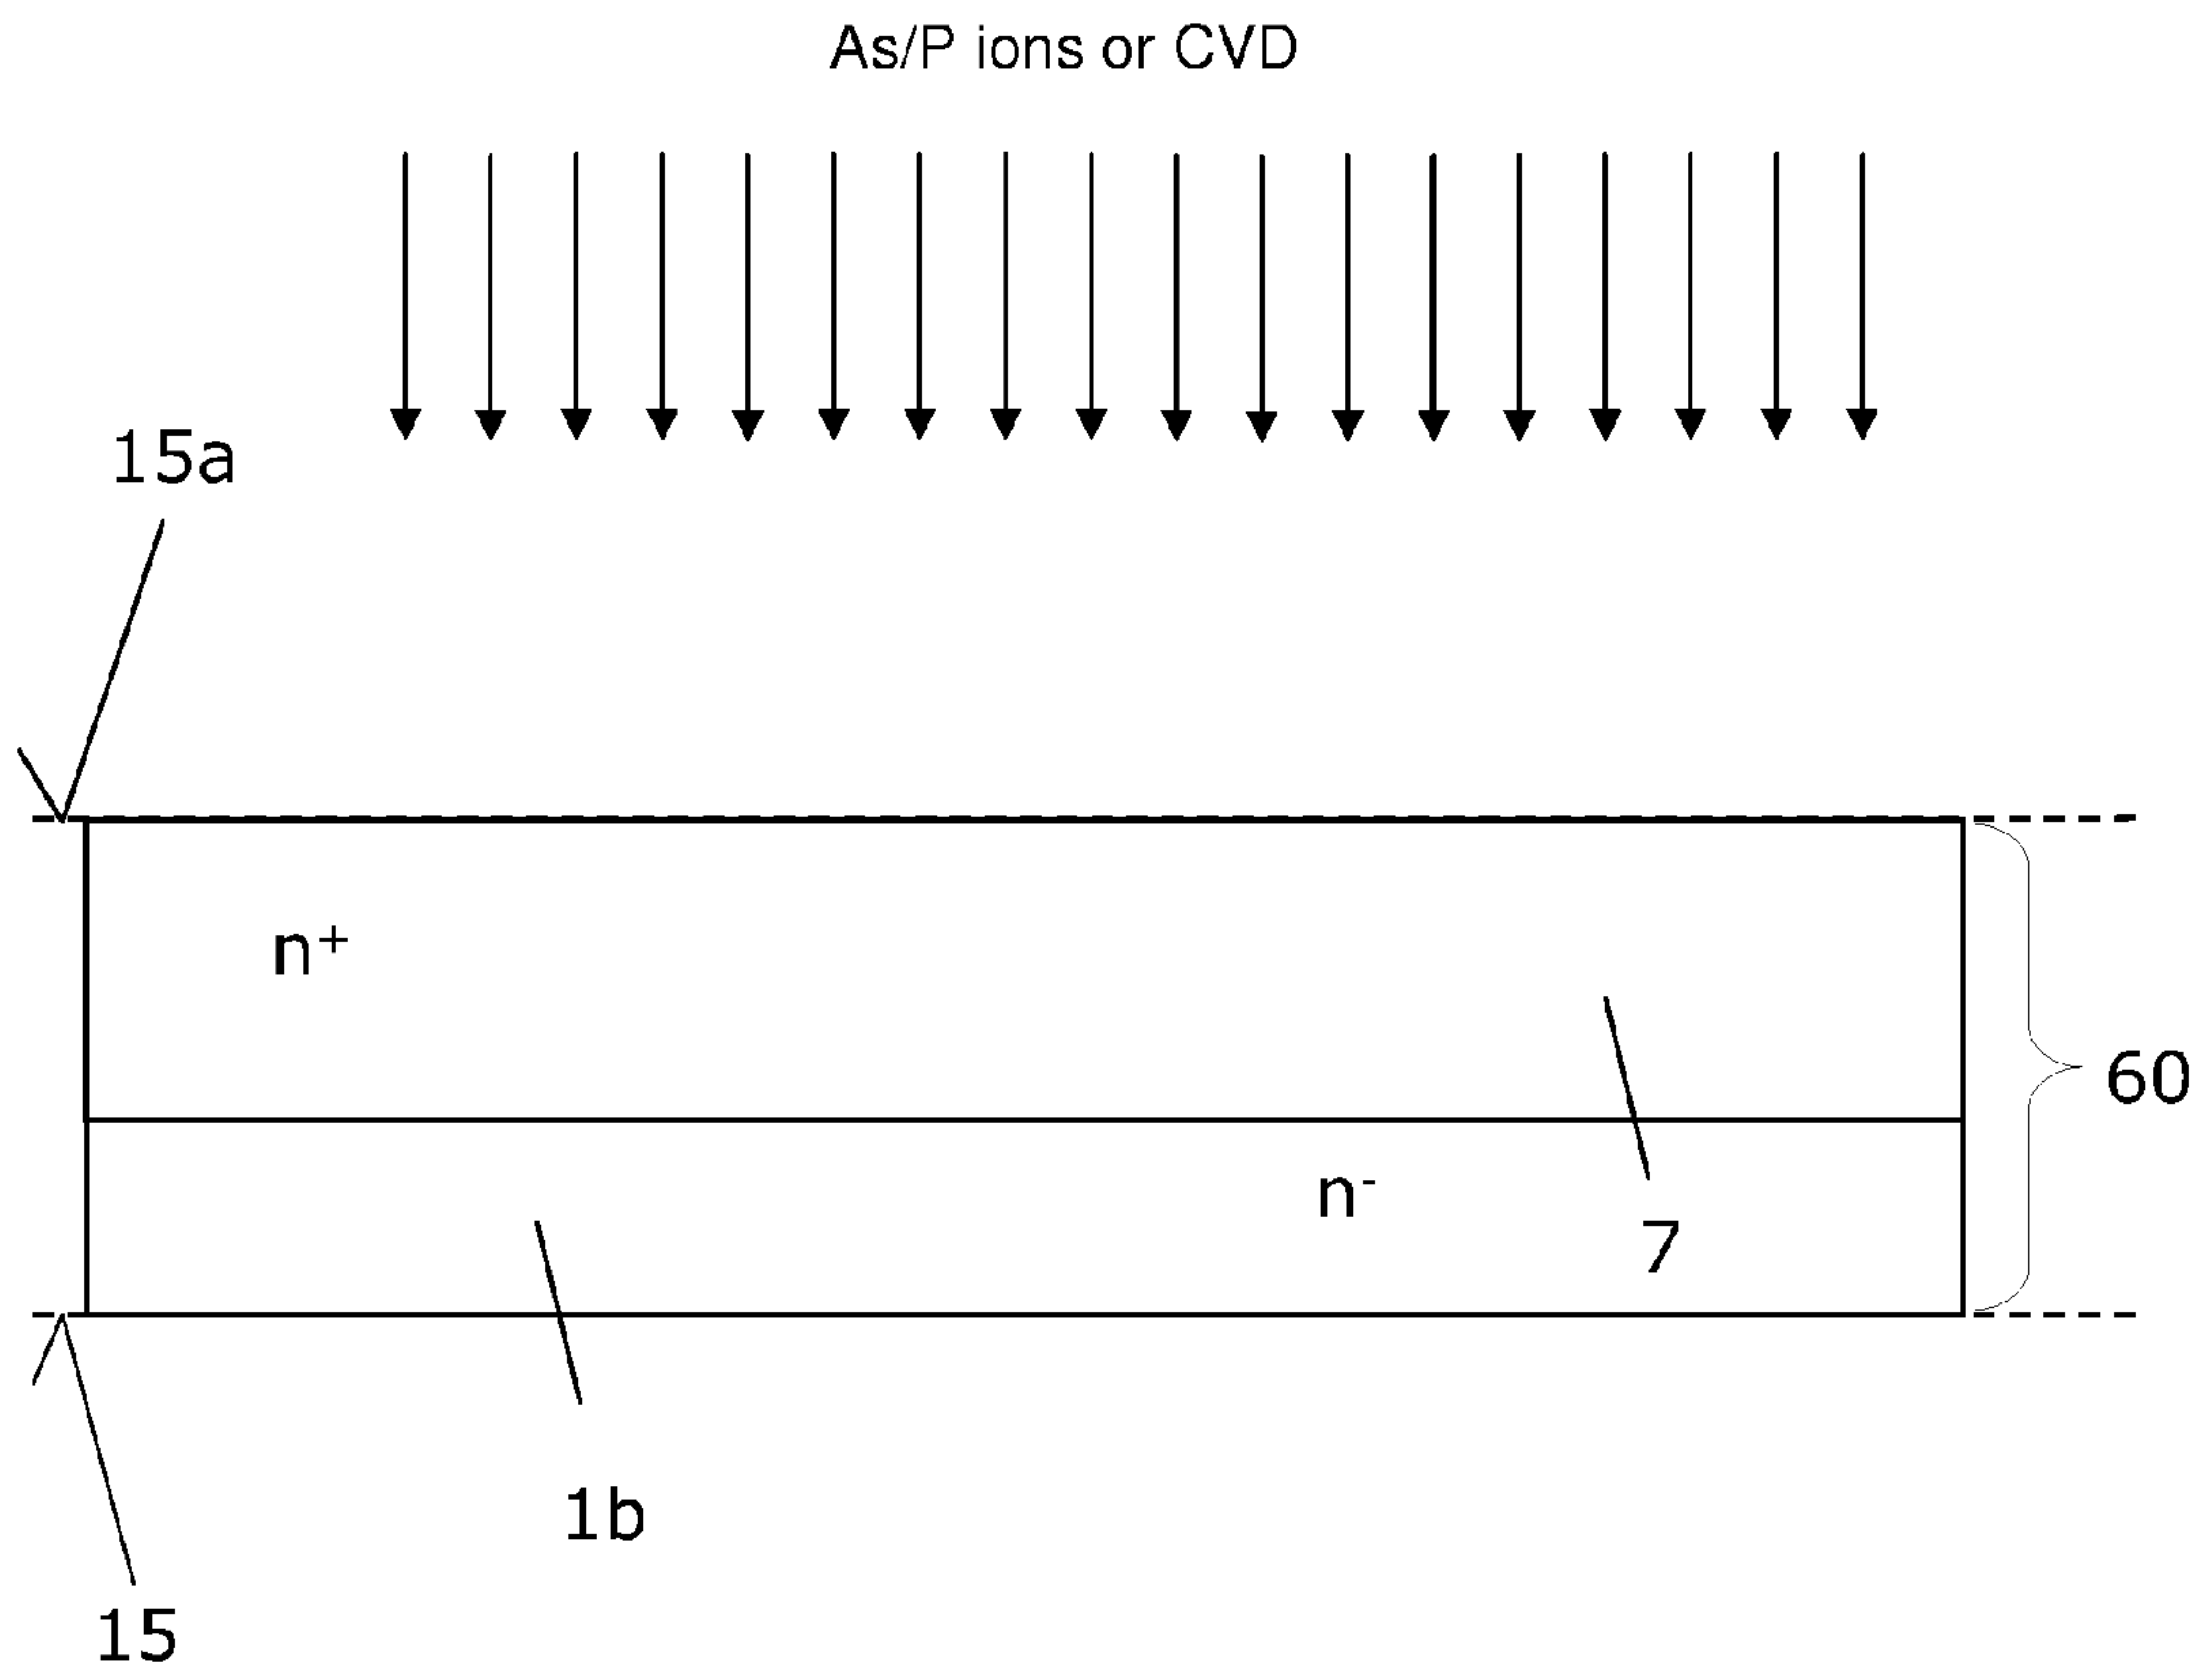 As/P ions or CVD
15a
n⁺
60
n⁻
7
1b
15